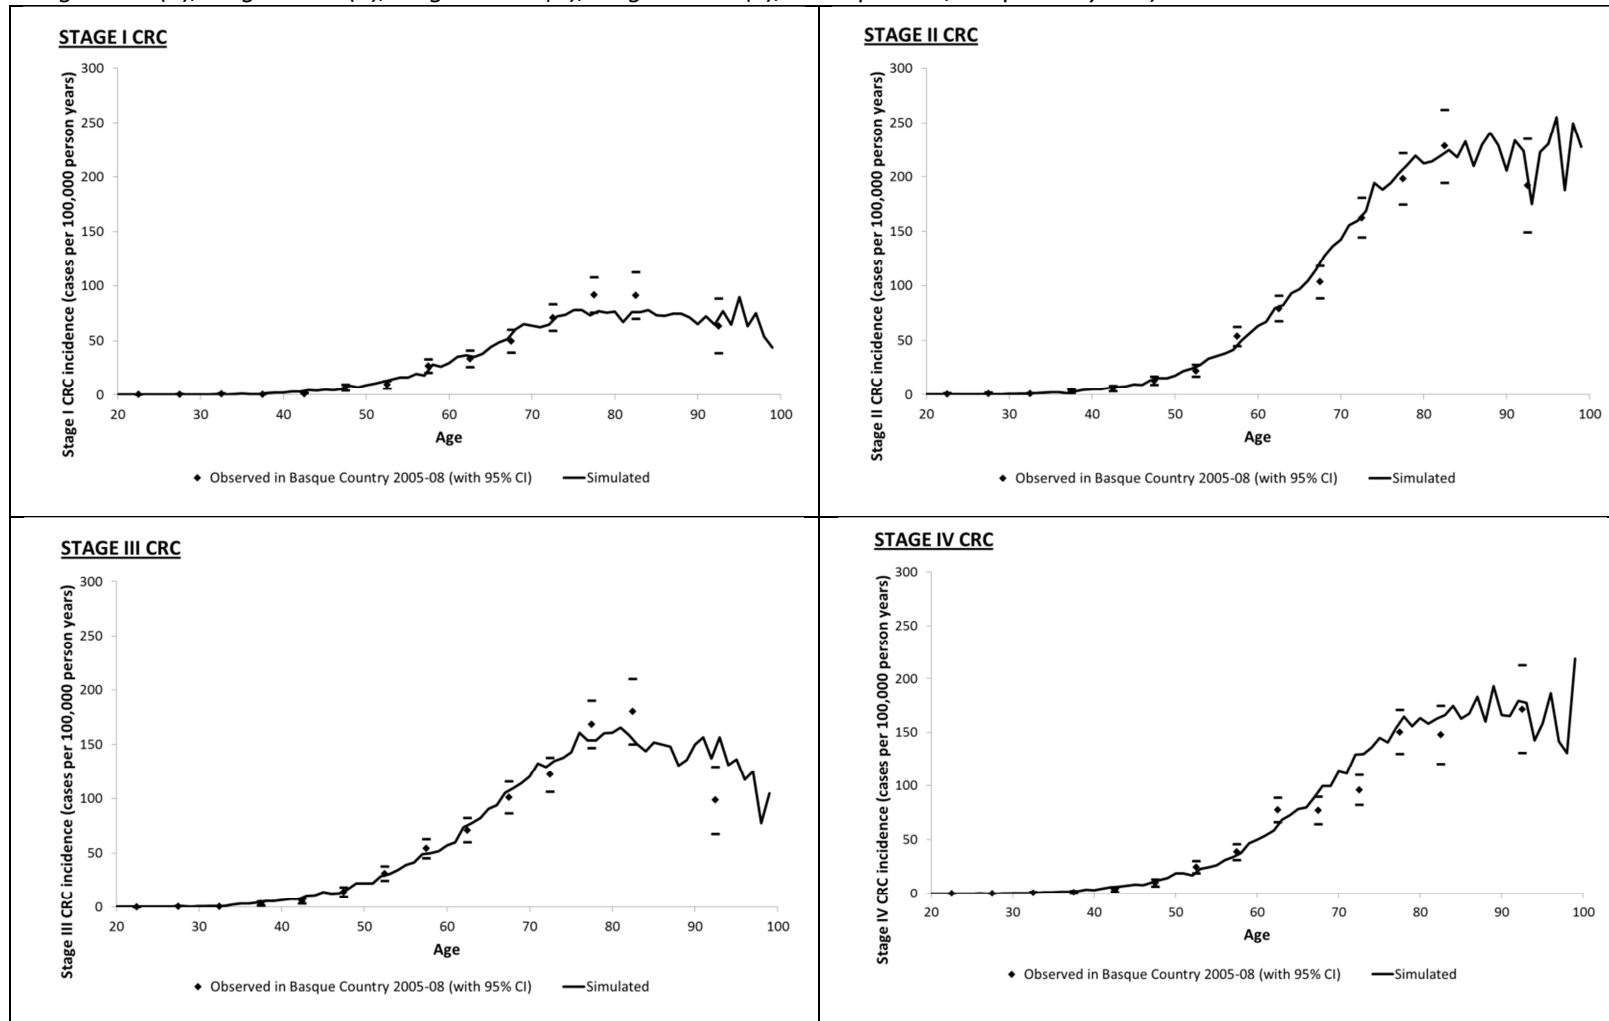 STAGE I CRC
Stage I CRC incidence (cases per 100,000 person years)
300
250
200
150
100
50
0
20 30 40 50 60 70 80 90 100
Age
Observed in Basque Country 2005-08 (with 95% CI) Simulated
STAGE II CRC
Stage II CRC incidence (cases per 100,000 person years)
300
250
200
150
100
50
0
20 30 40 50 60 70 80 90 100
Age
Observed in Basque Country 2005-08 (with 95% CI) Simulated
STAGE III CRC
Stage III CRC incidence (cases per 100,000 person years)
300
250
200
150
100
50
0
20 30 40 50 60 70 80 90 100
Age
Observed in Basque Country 2005-08 (with 95% CI) Simulated
STAGE IV CRC
Stage IV CRC incidence (cases per 100,000 person years)
300
250
200
150
100
50
0
20 30 40 50 60 70 80 90 100
Age
Observed in Basque Country 2005-08 (with 95% CI) Simulated